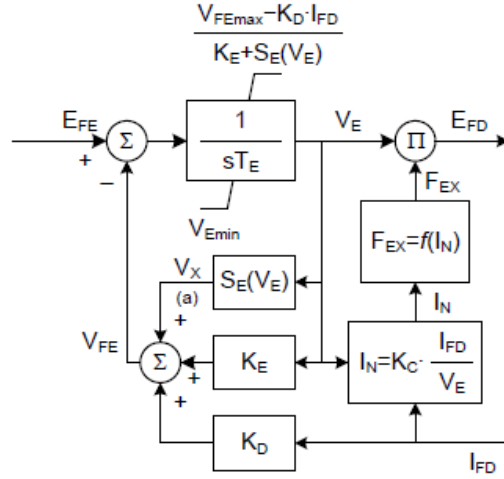 V_FEmax–K_D·I_FD
K_E+S_E(V_E)
E_FE
+
Σ
–
1
sT_E
V_E
Π
E_FD
F_EX
V_Emin
F_EX=f(I_N)
V_X
(a)
+
S_E(V_E)
I_N
V_FE
Σ
+
K_E
I_N=K_C· I_FD
V_E
+
K_D
I_FD